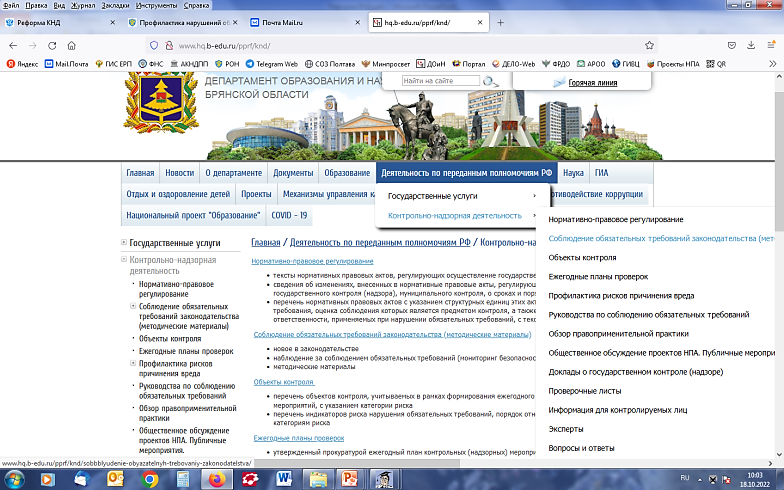 Файл Правка Вид Журнал Закладки Инструменты Справка
Реформа КНД
Профилактика нарушений об
Почта Mail.ru
hq.b-edu.ru/pprf/knd/
www.hq.b-edu.ru/pprf/knd/
Яндекс Mail.Почта ГИС ЕРП ФНС АКНДПП РОН Telegram Web СОЗ Полтава Минпросвет ДОиН Портал ДЕЛО-Web ФРДО АРОО ГИВЦ Проекты НПА QR
ДЕПАРТАМЕНТ ОБРАЗОВАНИЯ И НАУ
БРЯНСКОЙ ОБЛАСТИ
Найти на сайте
Горячая линия
Главная Новости О департаменте Документы Образование Деятельность по переданным полномочиям РФ Наука ГИА
Отдых и оздоровление детей Проекты Механизмы управления ка
отиводействие коррупции
Национальный проект "Образование" COVID - 19
Государственные услуги
Контрольно-надзорная деятельность
Нормативно-правовое регулирование
Соблюдение обязательных требований законодательства (мет
Объекты контроля
Ежегодные планы проверок
Профилактика рисков причинения вреда
Руководства по соблюдению обязательных требований
Обзор правоприменительной практики
Общественное обсуждение проектов НПА. Публичные меропри
Доклады о государственном контроле (надзоре)
Проверочные листы
Информация для контролируемых лиц
Эксперты
Вопросы и ответы
Государственные услуги
Контрольно-надзорная
деятельность
Нормативно-правовое
регулирование
Соблюдение обязательных
требований законодательства
(методические материалы)
Объекты контроля
Ежегодные планы проверок
Профилактика рисков
причинения вреда
Руководства по соблюдению
обязательных требований
Обзор правоприменительной
практики
Общественное обсуждение
проектов НПА. Публичные
мероприятия.
Главная / Деятельность по переданным полномочиям РФ / Контрольно-на
Нормативно-правовое регулирование
тексты нормативных правовых актов, регулирующих осуществление государстве
сведения об изменениях, внесенных в нормативные правовые акты, регулирующ
государственного контроля (надзора), муниципального контроля, о сроках и пор
перечень нормативных правовых актов с указанием структурных единиц этих акт
требования, оценка соблюдения которых является предметом контроля, а также
ответственности, применяемых при нарушении обязательных требований, с текс
Соблюдение обязательных требований законодательства (методические материалы)
новое в законодательстве
наблюдение за соблюдением обязательных требований (мониторинг безопаснос
методические материалы
Объекты контроля
перечень объектов контроля, учитываемых в рамках формирования ежегодного
мероприятий, с указанием категории риска
перечень индикаторов риска нарушения обязательных требований, порядок отн
категориям риска
Ежегодные планы проверок
утвержденный прокуратурой ежегодный план контрольных (надзорных) меропр
www.hq.b-edu.ru/pprf/knd/sobblyudenie-obyazatelnyh-trebovaniy-zakonodatelstva/
RU
10:03
18.10.2022